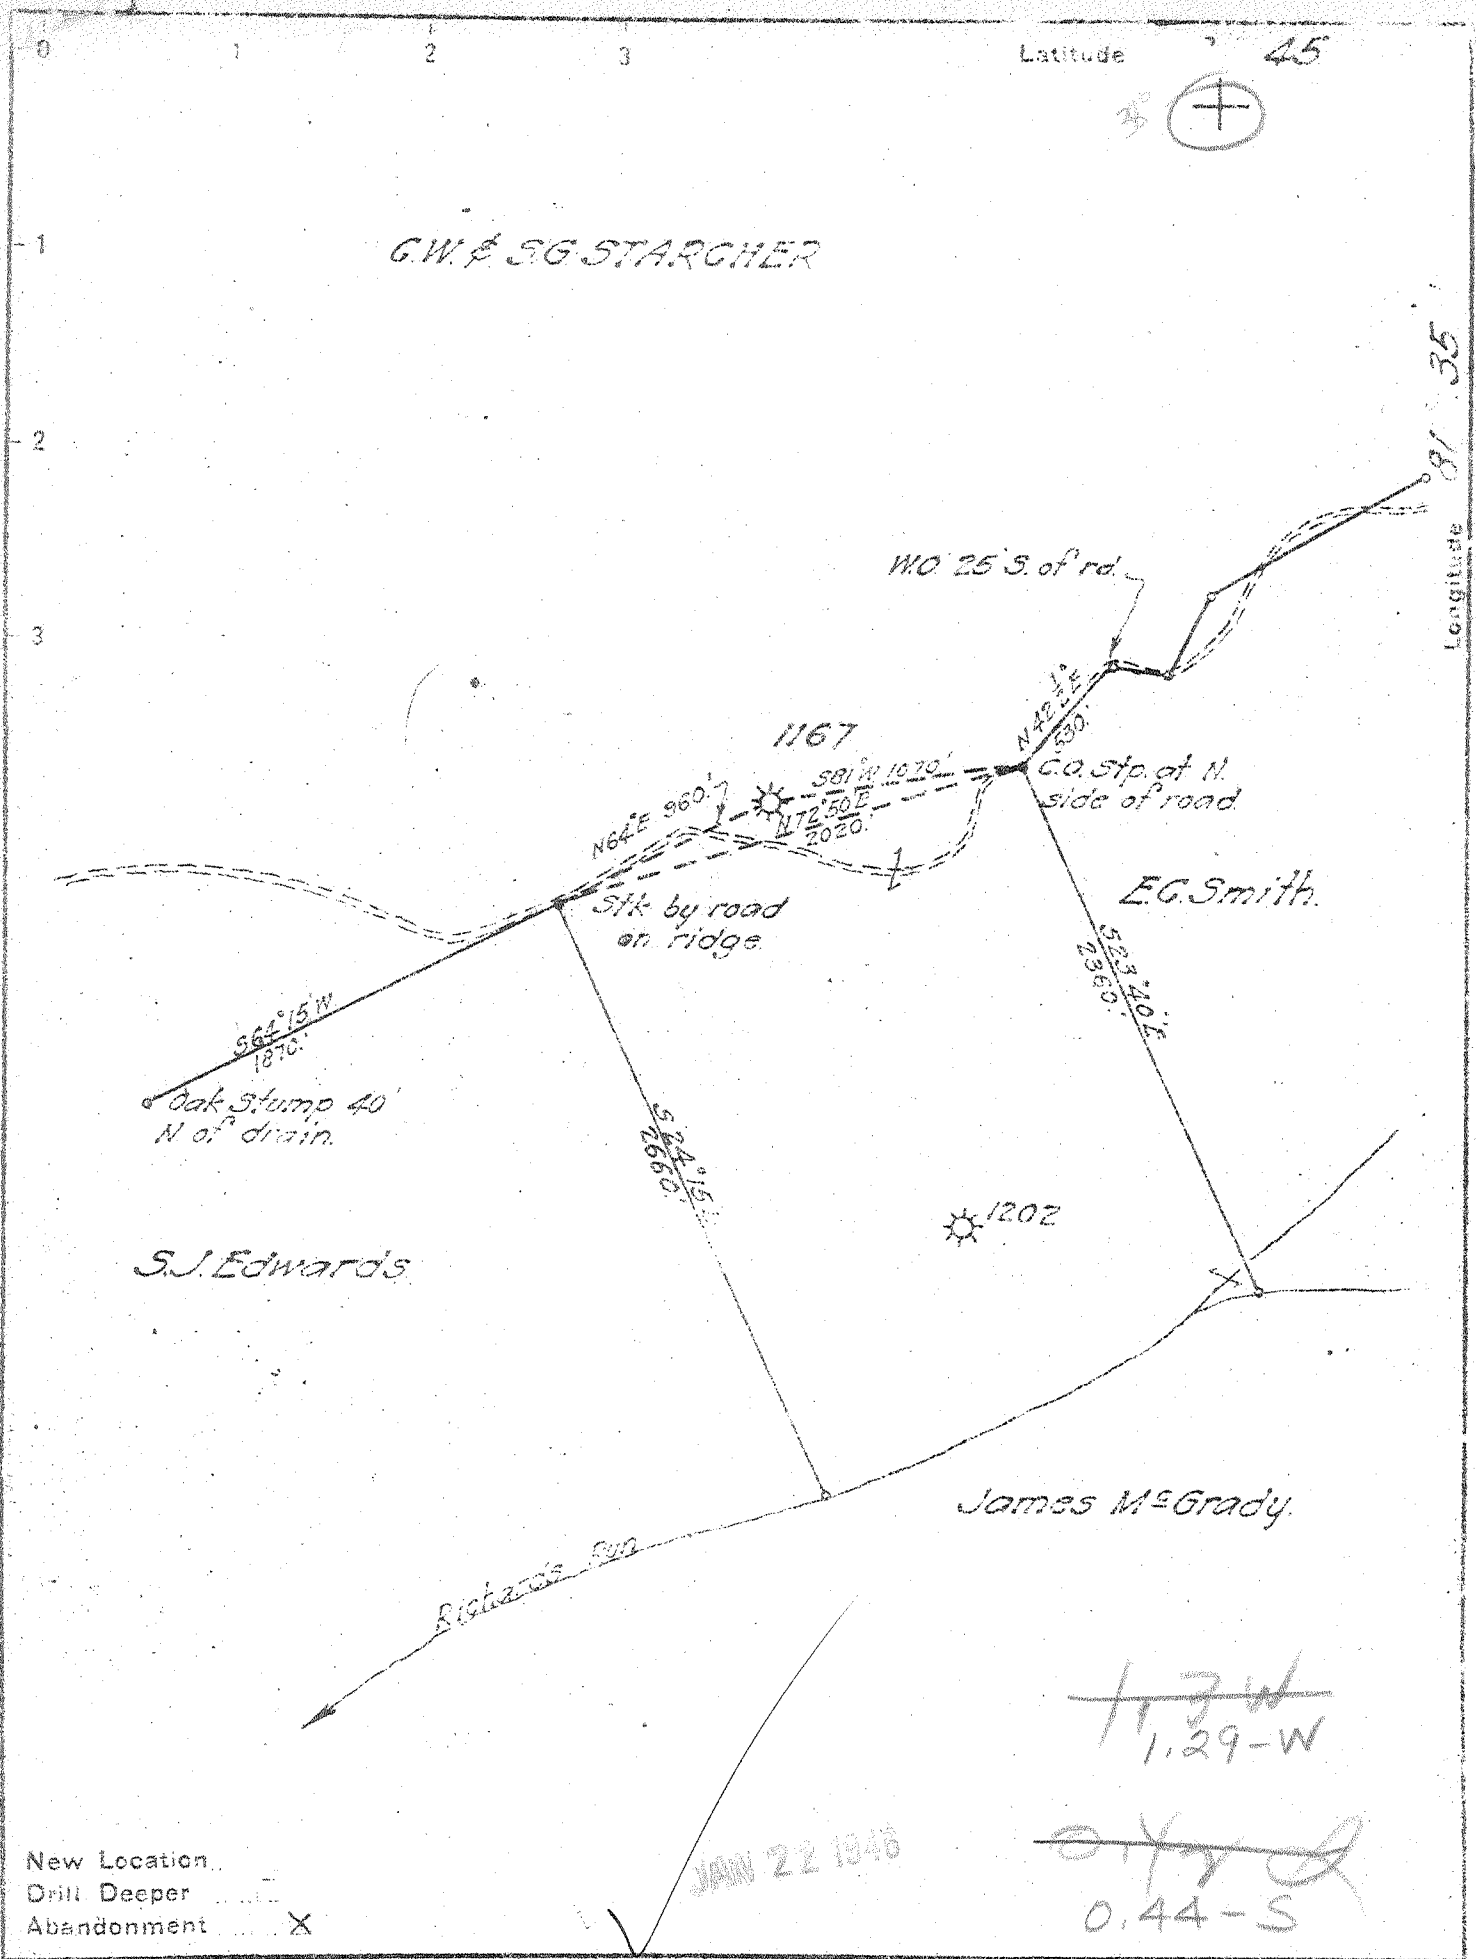 0 1 2 3 Latitude 45
G.W. & S.G. STARCHER
1
2
3
81 35
Longitude
W.O. 25' S. of rd.
N 42 1/2° E
630.'
1167
S81°W 1070'
N72°50'E
2020.'
C.O. Stp. at N.
side of road.
N64°E 960.'
E.G. Smith.
Stk by road
on ridge.
S23°40'E
2360.'
S64°15'W
1870.'
Oak Stump 40'
N of drain.
S24°15'
2660.'
1202
S.J. Edwards.
James McGrady.
Richards Run
1.3 W
1.29-W
0.44-S
JAN 22 1946
New Location
Drill Deeper
Abandonment X